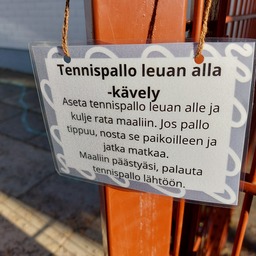 Tennispallo leuan alla
-kävely
Aseta tennispallo leuan alle ja
kulje rata maaliin. Jos pallo
tippuu, nosta se paikoilleen ja
jatka matkaa.
Maaliin päästyäsi, palauta
tennispallo lähtöön.